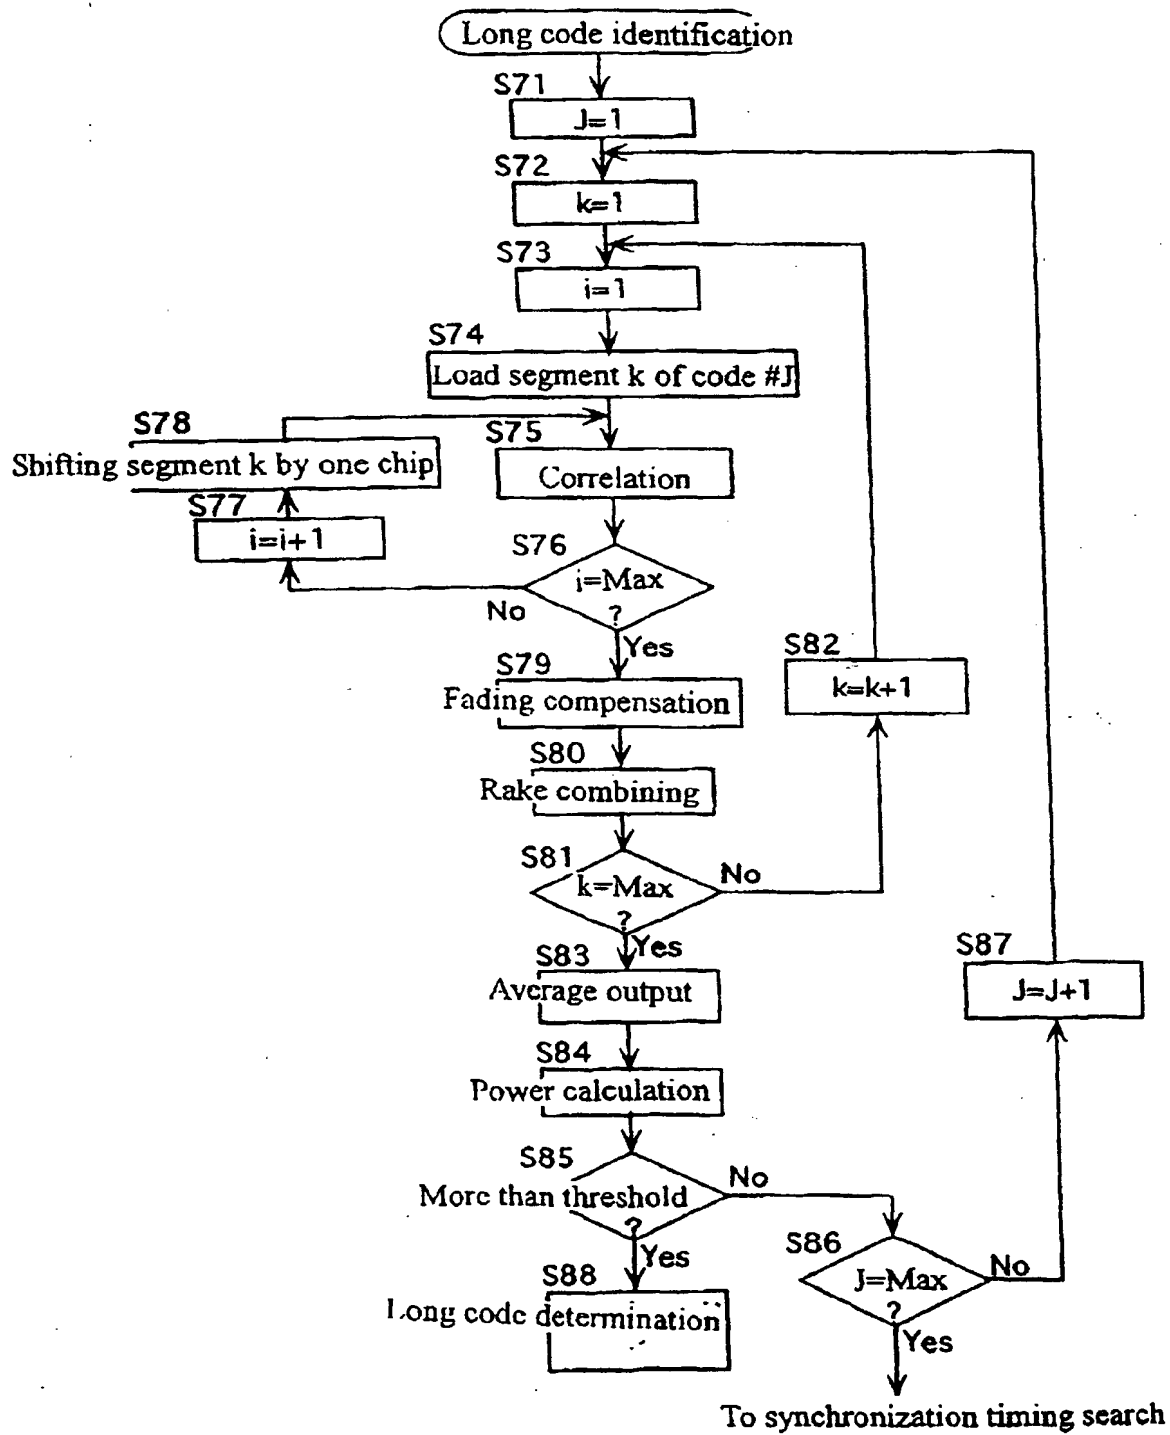 Long code identification
S71
J=1
S72
k=1
S73
i=1
S74
Load segment k of code #J
S78
Shifting segment k by one chip
S75
Correlation
S77
i=i+1
S76
i=Max
?
No
Yes
S79
Fading compensation
S82
k=k+1
S80
Rake combining
S81
k=Max
?
No
Yes
S83
Average output
S87
J=J+1
S84
Power calculation
S85
More than threshold
?
No
Yes
S86
J=Max
?
No
Yes
S88
Long code determination
To synchronization timing search